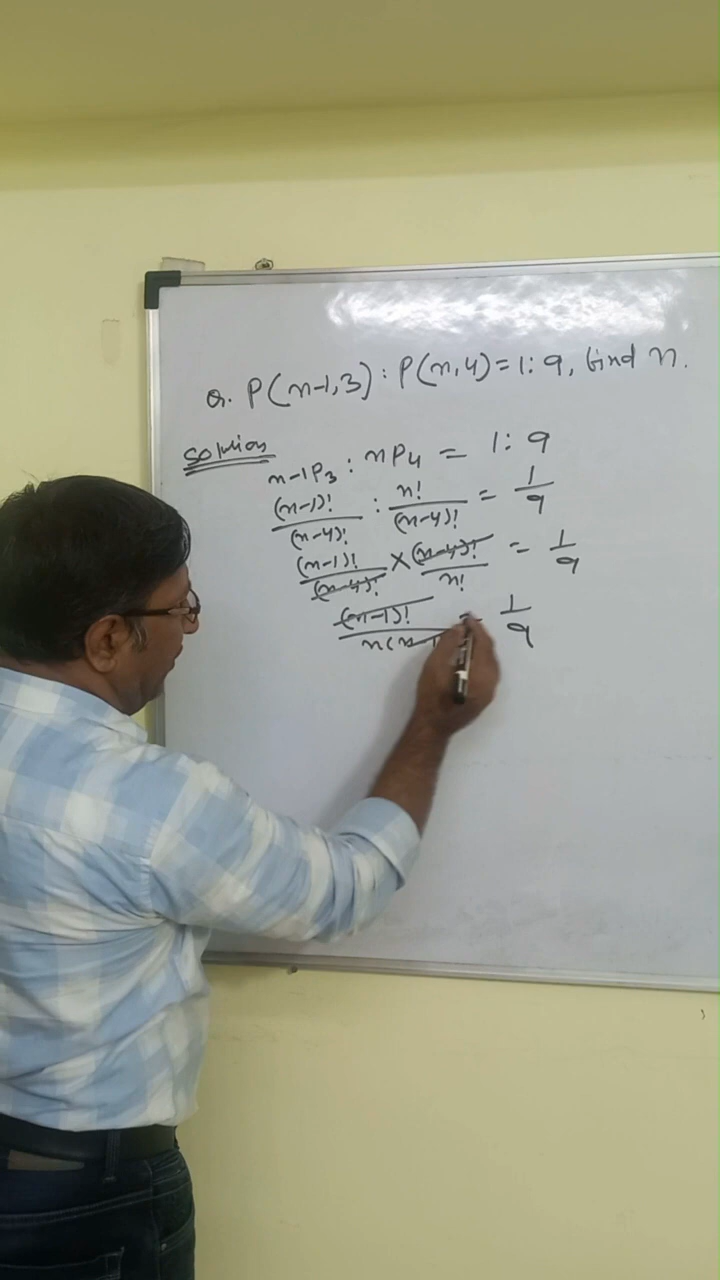 Q. P(n-1,3) : P(n,4) = 1 : 9, find n.
Solution
n-1P₃ : nP₄ = 1 : 9
(n-1)!/(n-4)! : n!/(n-4)! = 1/9
(n-1)!/(n-4)! × (n-4)!/n! = 1/9
(n-1)!/n(n-1 = 1/9